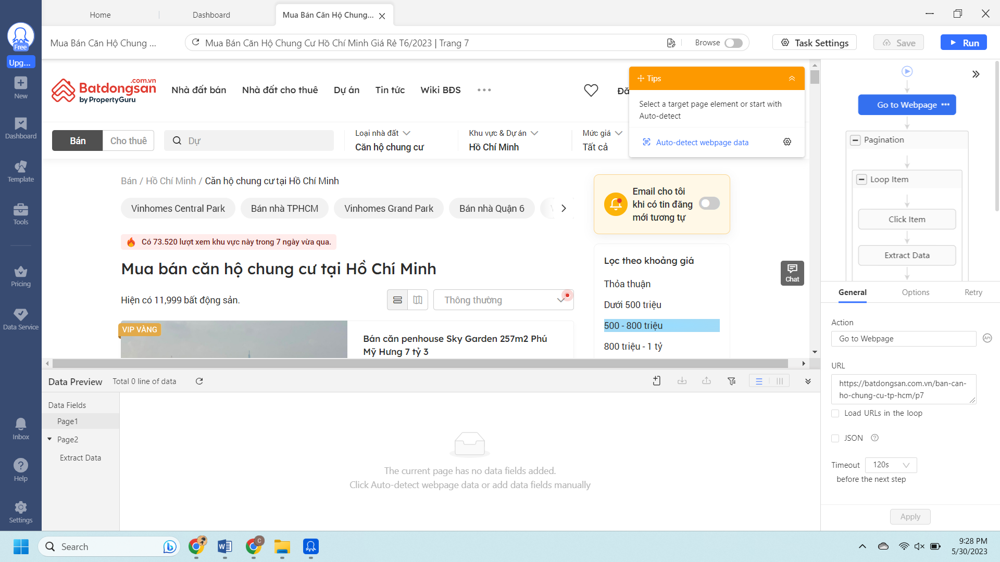 Home
Dashboard
Mua Bán Căn Hộ Chung...
Free
Upg...
New
Dashboard
Template
Tools
Pricing
Data Service
Inbox
Help
Settings
Mua Bán Căn Hộ Chung ...
Mua Bán Căn Hộ Chung Cư Hồ Chí Minh Giá Rẻ T6/2023 | Trang 7
Browse
Task Settings
Save
Run
Batdongsan.com.vn
by PropertyGuru
Nhà đất bán
Nhà đất cho thuê
Dự án
Tin tức
Wiki BĐS
Đă
Tips
Select a target page element or start with
Auto-detect
Auto-detect webpage data
Bán
Cho thuê
Dự
Loại nhà đất
Căn hộ chung cư
Khu vực & Dự án
Hồ Chí Minh
Mức giá
Tất cả
Bán / Hồ Chí Minh / Căn hộ chung cư tại Hồ Chí Minh
Vinhomes Central Park
Bán nhà TPHCM
Vinhomes Grand Park
Bán nhà Quận 6
Có 73.520 lượt xem khu vực này trong 7 ngày vừa qua.
Mua bán căn hộ chung cư tại Hồ Chí Minh
Hiện có 11,999 bất động sản.
Thông thường
VIP VÀNG
Bán căn penhouse Sky Garden 257m2 Phú
Mỹ Hưng 7 tỷ 3
Email cho tôi
khi có tin đăng
mới tương tự
Lọc theo khoảng giá
Thỏa thuận
Dưới 500 triệu
500 - 800 triệu
800 triệu - 1 tỷ
Chat
Go to Webpage
Pagination
Loop Item
Click Item
Extract Data
General
Options
Retry
Action
Go to Webpage
API
URL
https://batdongsan.com.vn/ban-can-
ho-chung-cu-tp-hcm/p7
Load URLs in the loop
JSON
Timeout
120s
before the next step
Apply
Data Preview
Total 0 line of data
Data Fields
Page1
Page2
Extract Data
The current page has no data fields added.
Click Auto-detect webpage data or add data fields manually
Search
C
9:28 PM
5/30/2023